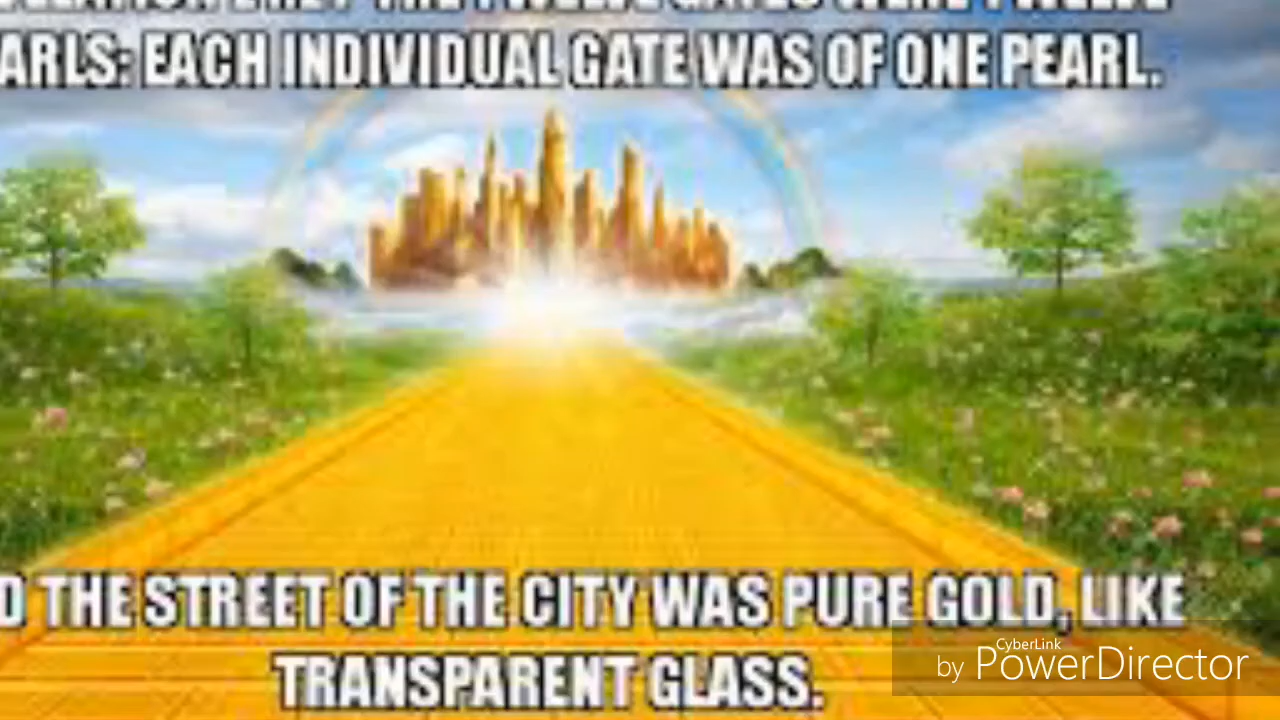 EACH INDIVIDUAL GATE WAS OF ONE PEARL.
THE STREET OF THE CITY WAS PURE GOLD, LIKE
TRANSPARENT GLASS.
CyberLink
by PowerDirector